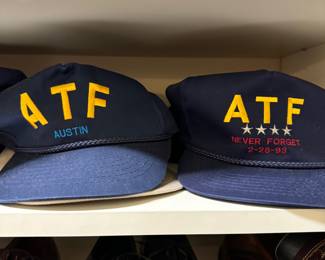 ATF
AUSTIN
ATF
NEVER FORGET
2-28-93